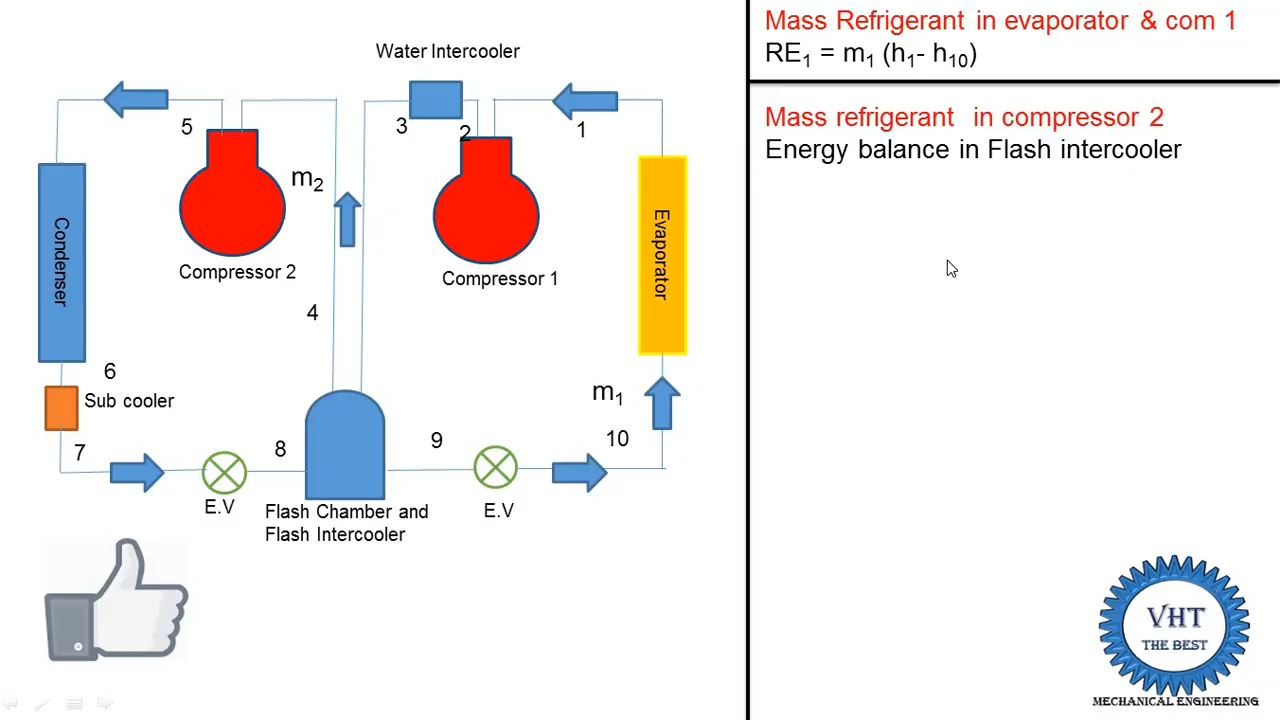 Mass Refrigerant in evaporator & com 1
RE₁ = m₁ (h₁- h₁₀)
Mass refrigerant in compressor 2
Energy balance in Flash intercooler
Water Intercooler
5
3
2
1
m₂
Condenser
Evaporator
Compressor 2
Compressor 1
4
6
Sub cooler
m₁
7
8
9
10
E.V
Flash Chamber and
Flash Intercooler
E.V
VHT
THE BEST
MECHANICAL ENGINEERING